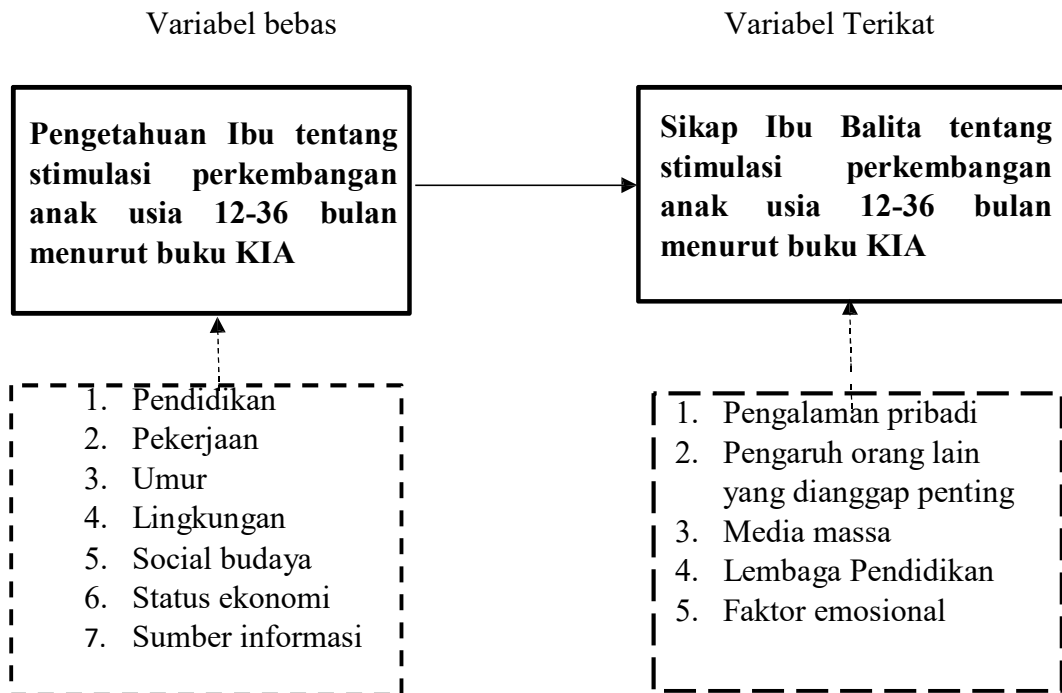 Variabel bebas
Variabel Terikat
Pengetahuan Ibu tentang
stimulasi perkembangan
anak usia 12-36 bulan
menurut buku KIA
Sikap Ibu Balita tentang
stimulasi perkembangan
anak usia 12-36 bulan
menurut buku KIA
1. Pendidikan
2. Pekerjaan
3. Umur
4. Lingkungan
5. Social budaya
6. Status ekonomi
7. Sumber informasi
1. Pengalaman pribadi
2. Pengaruh orang lain
yang dianggap penting
3. Media massa
4. Lembaga Pendidikan
5. Faktor emosional